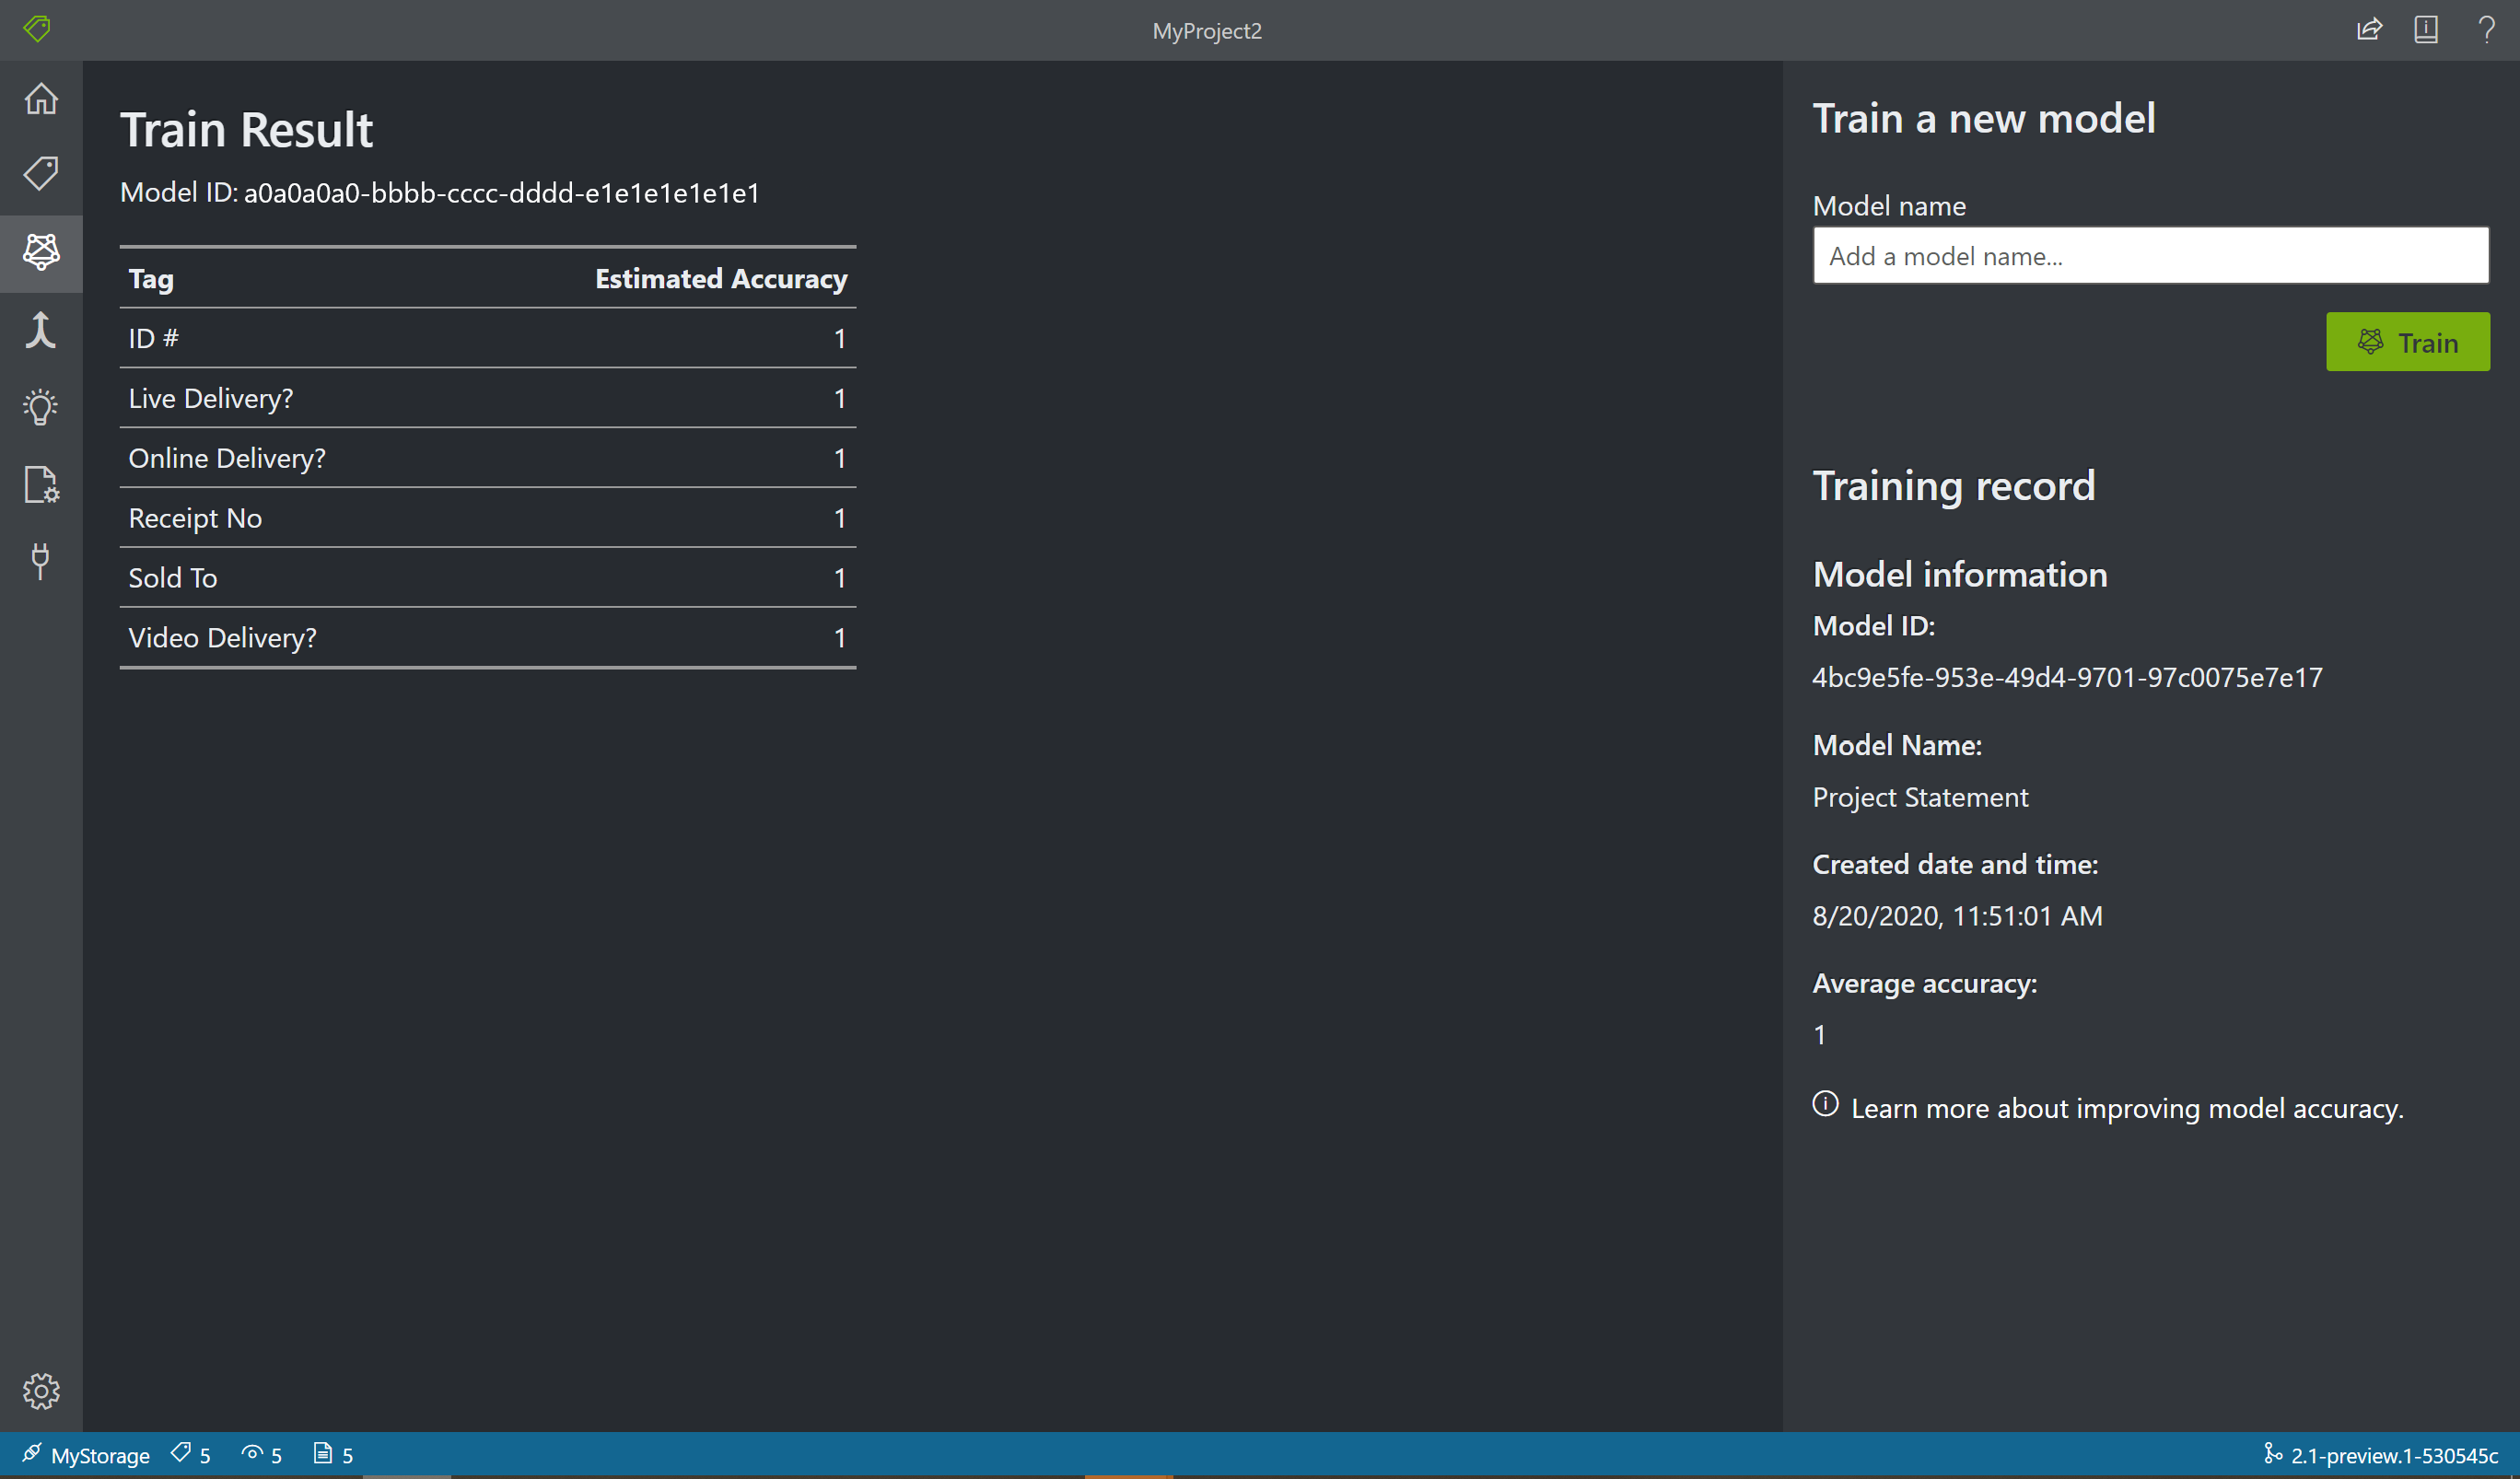 MyProject2
Train Result
Model ID: a0a0a0a0-bbbb-cccc-dddd-e1e1e1e1e1e1
Tag Estimated Accuracy
ID # 1
Live Delivery? 1
Online Delivery? 1
Receipt No 1
Sold To 1
Video Delivery? 1
Train a new model
Model name
Add a model name...
Train
Training record
Model information
Model ID:
4bc9e5fe-953e-49d4-9701-97c0075e7e17
Model Name:
Project Statement
Created date and time:
8/20/2020, 11:51:01 AM
Average accuracy:
1
Learn more about improving model accuracy.
MyStorage 5 5 5 2.1-preview.1-530545c